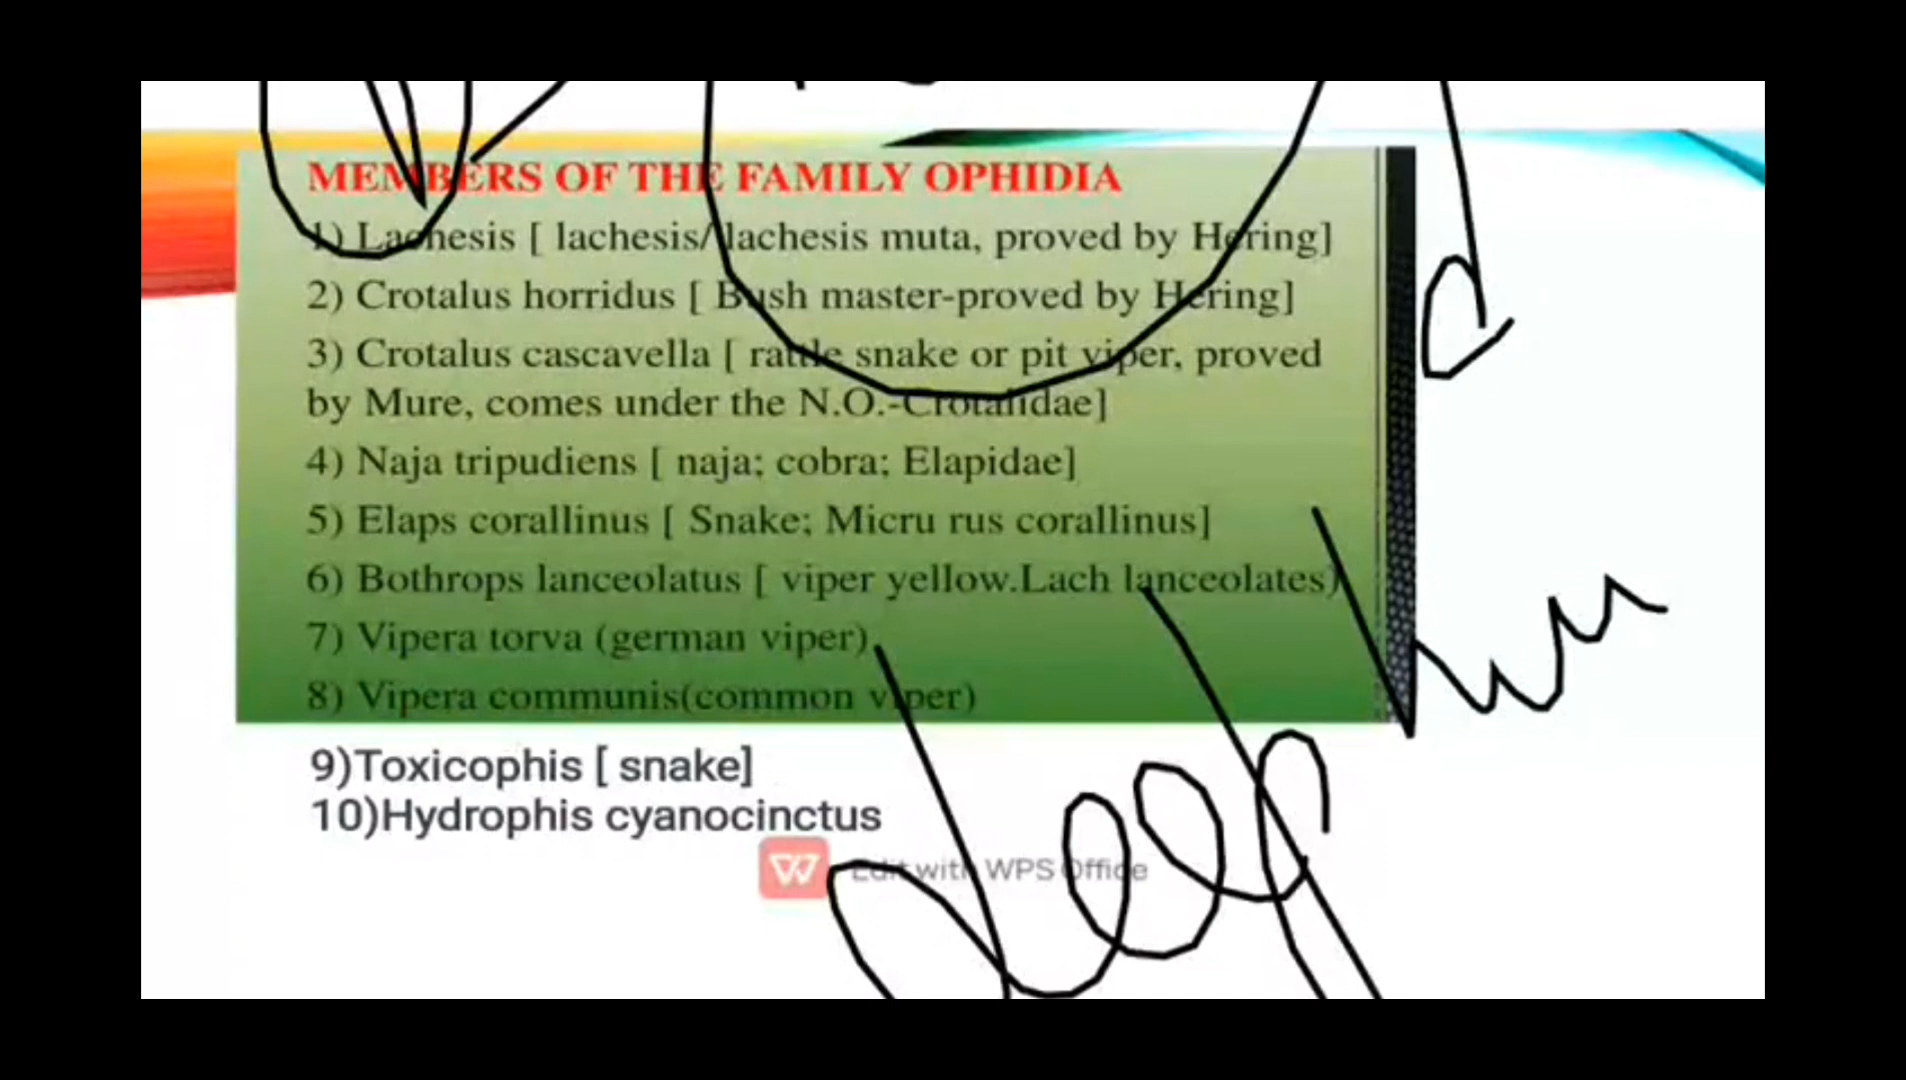 MEMBERS OF THE FAMILY OPHIDIA
1) Lachesis [ lachesis/ lachesis muta, proved by Hering]
2) Crotalus horridus [ Bush master-proved by Hering]
3) Crotalus cascavella [ rattle snake or pit viper, proved
by Mure, comes under the N.O.-Crotalidae]
4) Naja tripudiens [ naja; cobra; Elapidae]
5) Elaps corallinus [ Snake; Micru rus corallinus]
6) Bothrops lanceolatus [ viper yellow.Lach lanceolates)
7) Vipera torva (german viper)
8) Vipera communis(common viper)
9)Toxicophis [ snake]
10)Hydrophis cyanocinctus
Edit with WPS Office